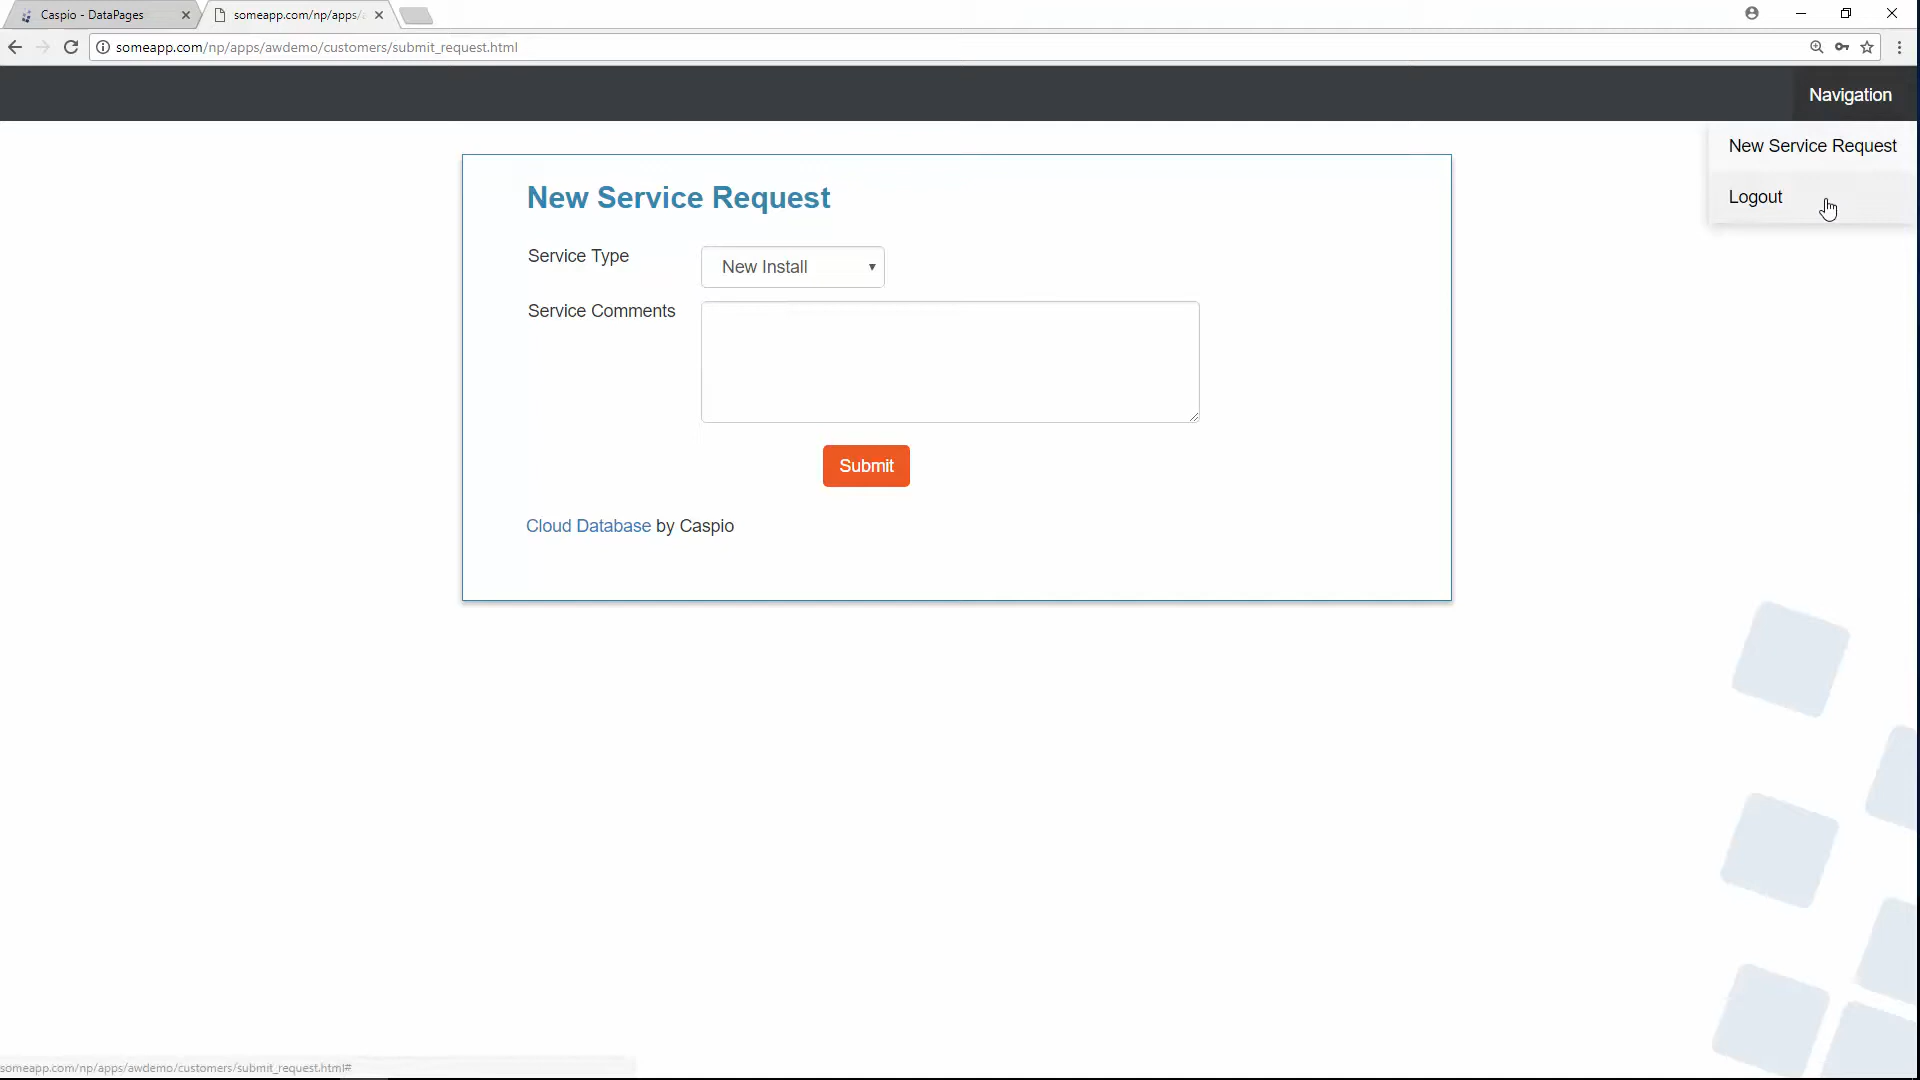 Caspio - DataPages
someapp.com/np/apps/
someapp.com/np/apps/awdemo/customers/submit_request.html
Navigation
New Service Request
Logout
New Service Request
Service Type
New Install
Service Comments
Submit
Cloud Database by Caspio
someapp.com/np/apps/awdemo/customers/submit_request.html#